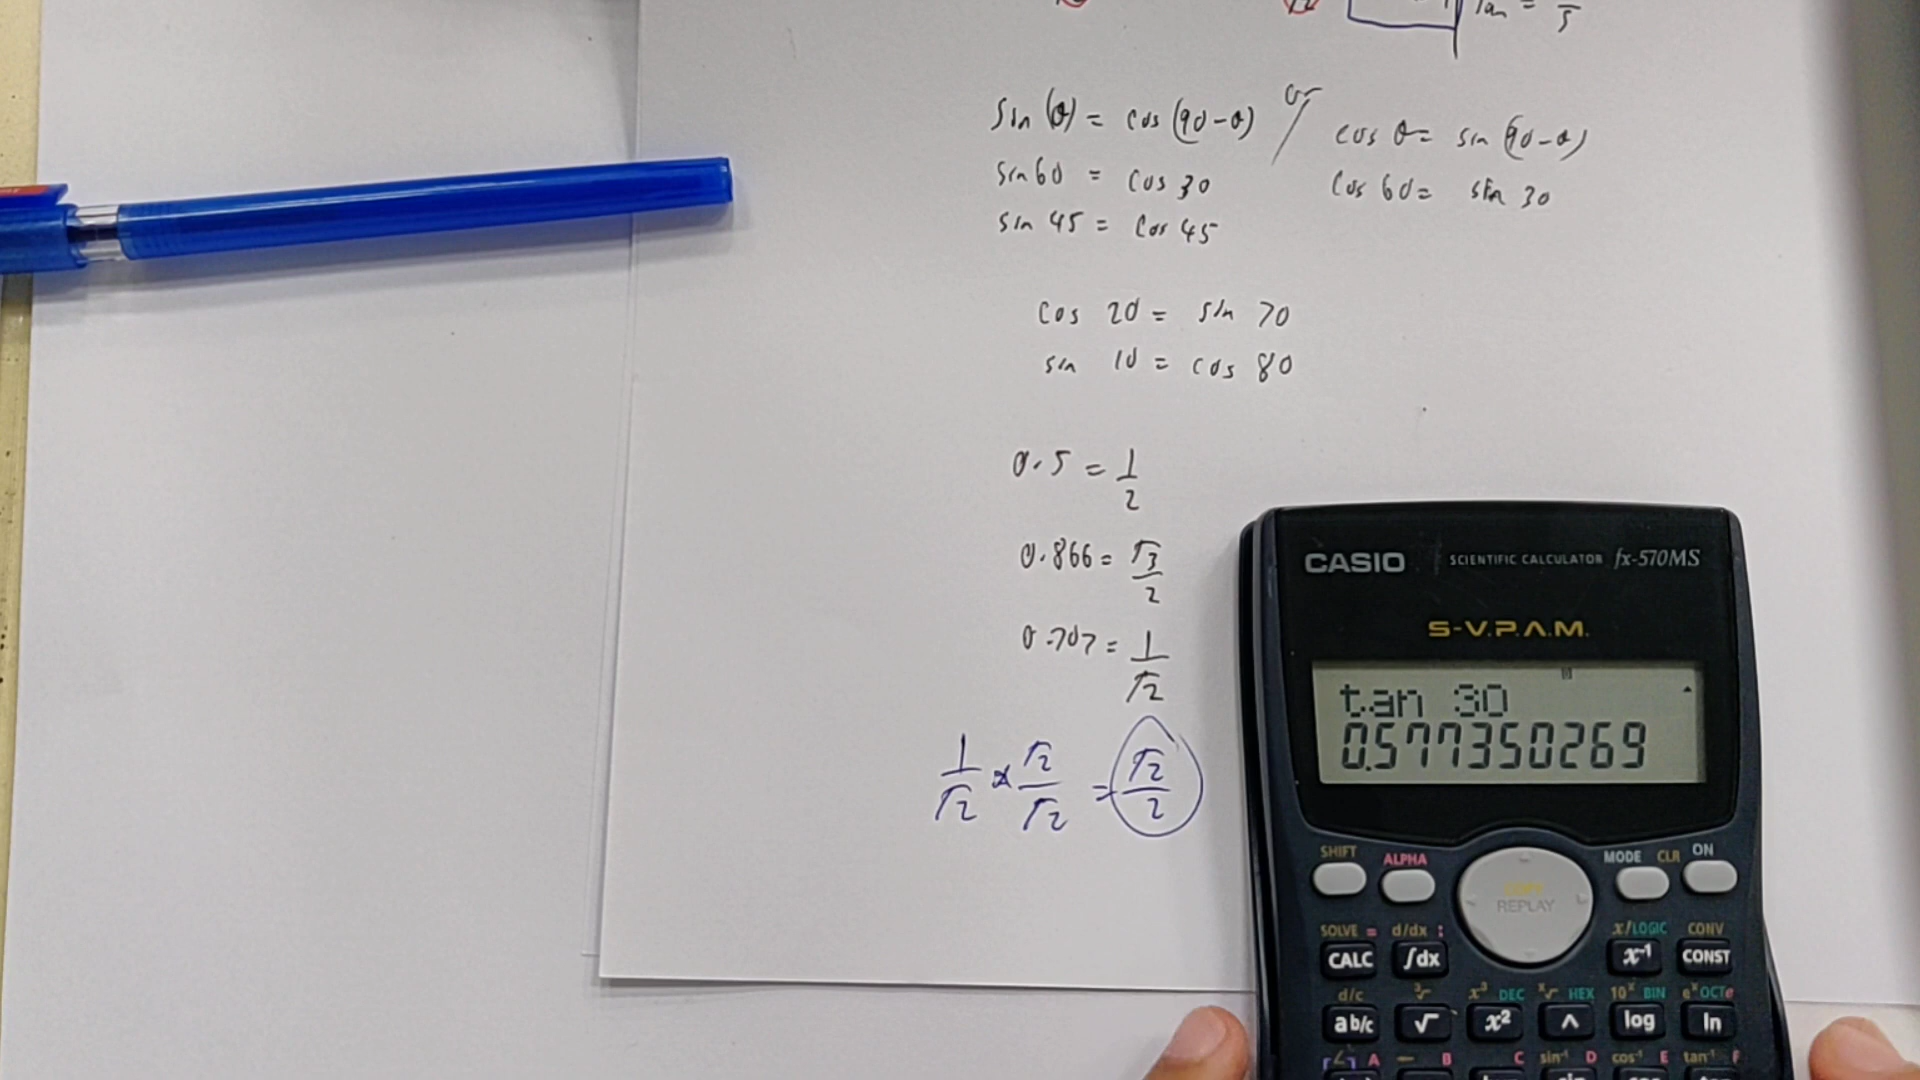 tan = ─/5
sin (θ) = cos (90-θ) or cos θ = sin (90-θ)
sin 60 = cos 30 cos 60 = sin 30
sin 45 = cos 45
cos 20 = sin 70
sin 10 = cos 80
0.5 = 1/2
0.866 = √3/2
0.707 = 1/√2
1/√2 × √2/√2 = √2/2
CASIO SCIENTIFIC CALCULATOR fx-570MS
S-V.P.A.M.
D
tan 30
0.577350269
SHIFT ALPHA MODE CLR ON
COPY
REPLAY
SOLVE = d/dx : x!LOGIC CONV
CALC ∫dx x⁻¹ CONST
d/c ³√ x³ DEC ˣ√ HEX 10ˣ BIN eˣ OCT
ab/c √ x² ^ log ln
A B C sin⁻¹ D cos⁻¹ E tan⁻¹ F